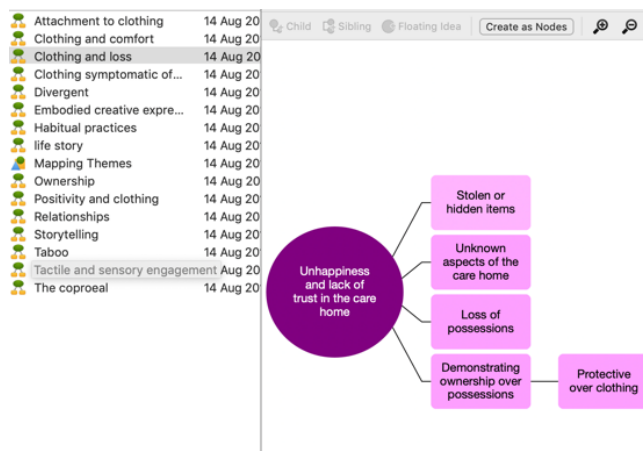 Attachment to clothing 14 Aug 20
Clothing and comfort 14 Aug 20
Clothing and loss 14 Aug 20
Clothing symptomatic of... 14 Aug 20
Divergent 14 Aug 20
Embodied creative expre... 14 Aug 20
Habitual practices 14 Aug 20
life story 14 Aug 20
Mapping Themes 14 Aug 20
Ownership 14 Aug 20
Positivity and clothing 14 Aug 20
Relationships 14 Aug 20
Storytelling 14 Aug 20
Taboo 14 Aug 20
Tactile and sensory engagement Aug 20
The coproeal 14 Aug 20
Child Sibling Floating Idea Create as Nodes
Unhappiness
and lack of
trust in the care
home
Stolen or
hidden items
Unknown
aspects of the
care home
Loss of
possessions
Demonstrating
ownership over
possessions
Protective
over clothing